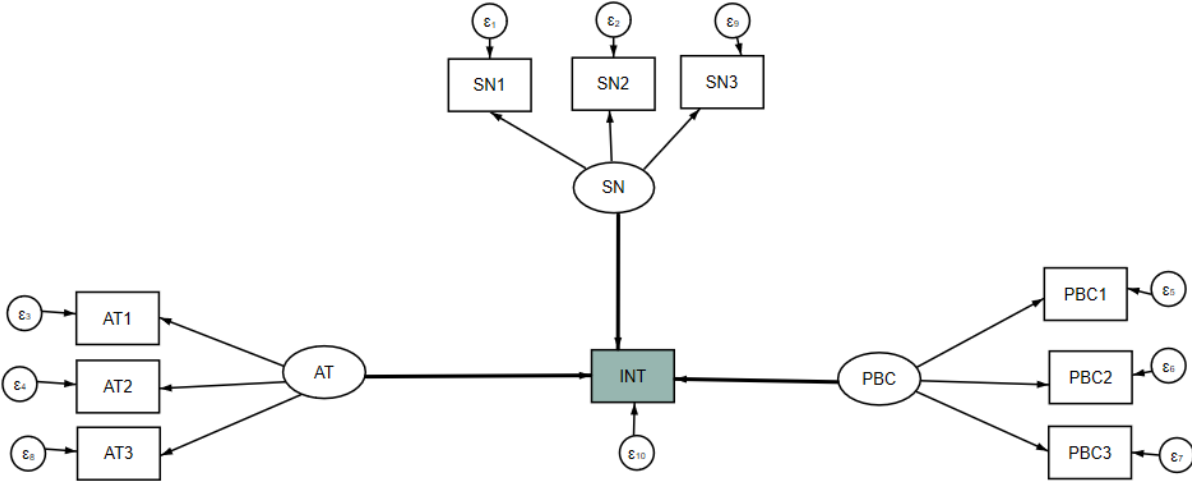 ε₁
ε₂
ε₉
SN1
SN2
SN3
SN
ε₃
AT1
ε₄
AT2
ε₈
AT3
AT
INT
ε₁₀
PBC
PBC1
ε₅
PBC2
ε₆
PBC3
ε₇